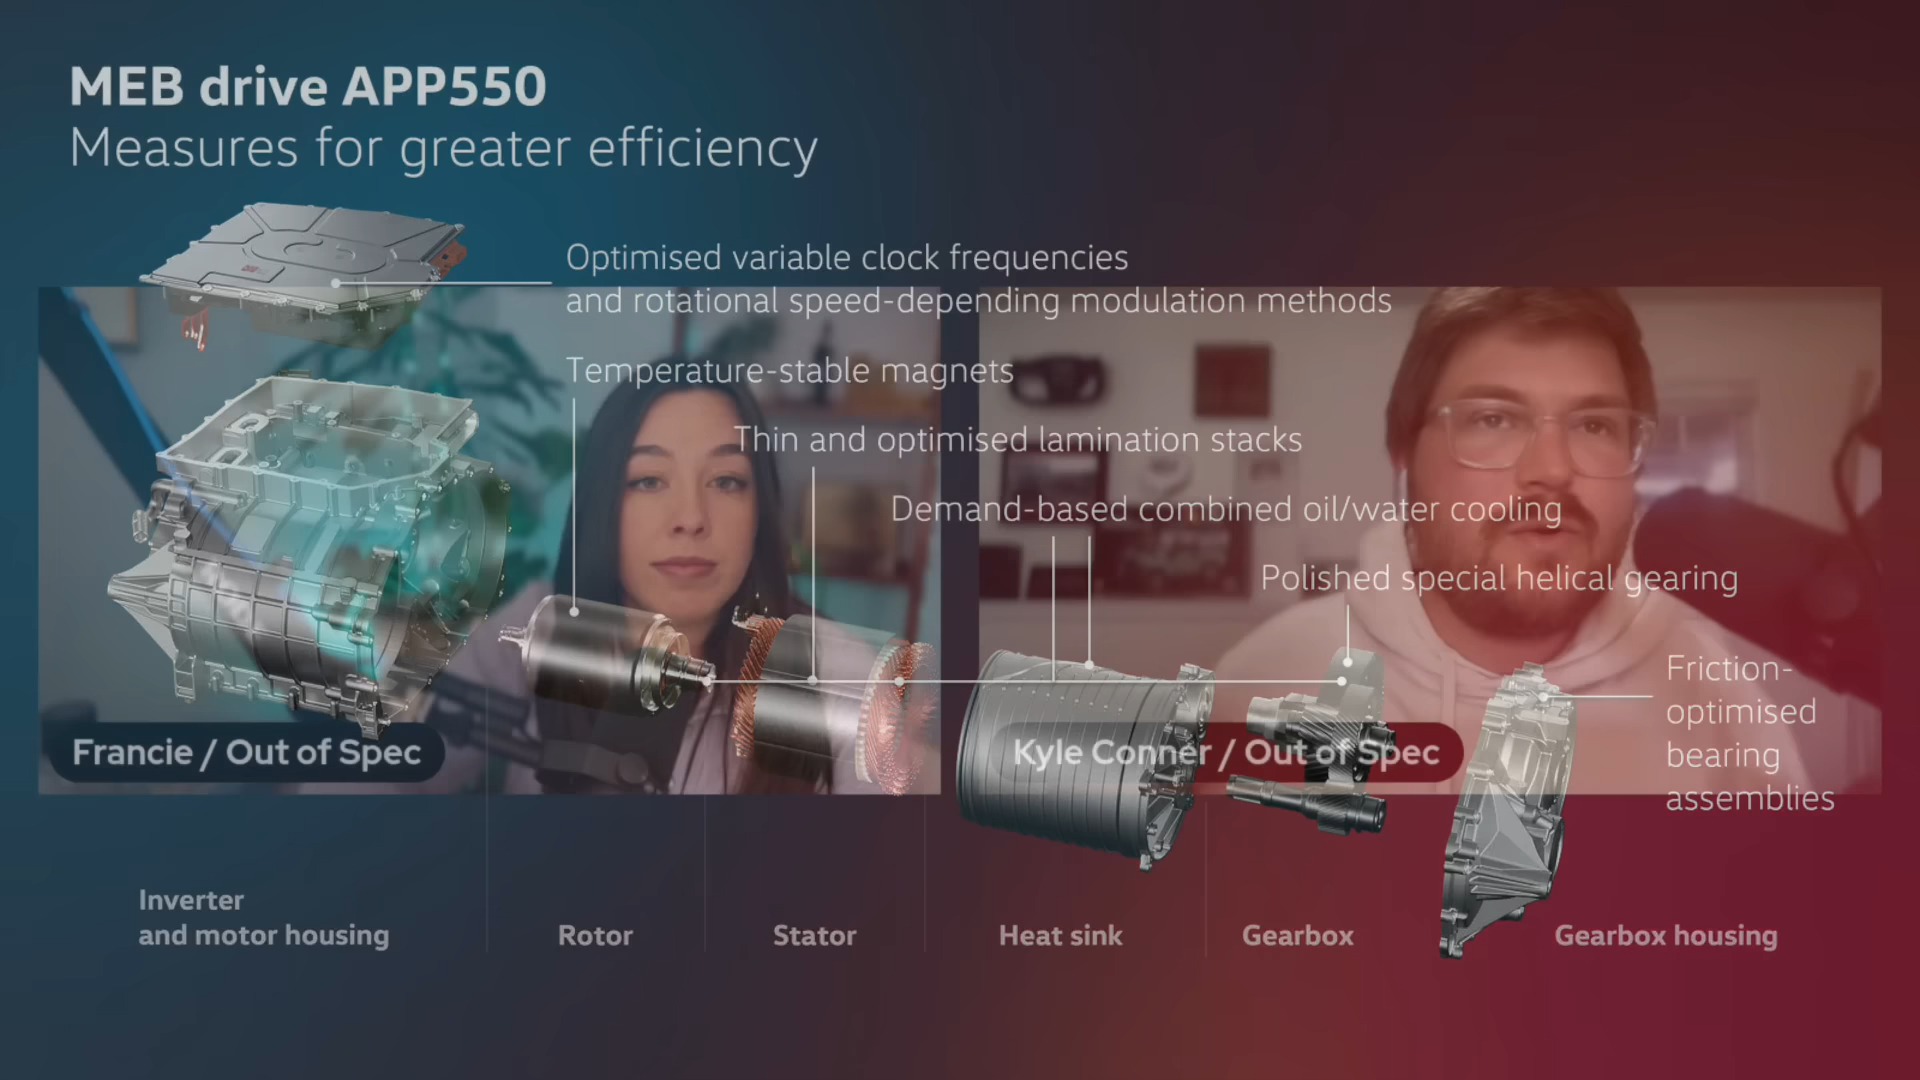 MEB drive APP550
Measures for greater efficiency
Optimised variable clock frequencies
and rotational speed-depending modulation methods
Temperature-stable magnets
Thin and optimised lamination stacks
Demand-based combined oil/water cooling
Polished special helical gearing
Friction-
optimised
bearing
assemblies
Francie / Out of Spec
Kyle Conner / Out of Spec
Inverter
and motor housing
Rotor
Stator
Heat sink
Gearbox
Gearbox housing